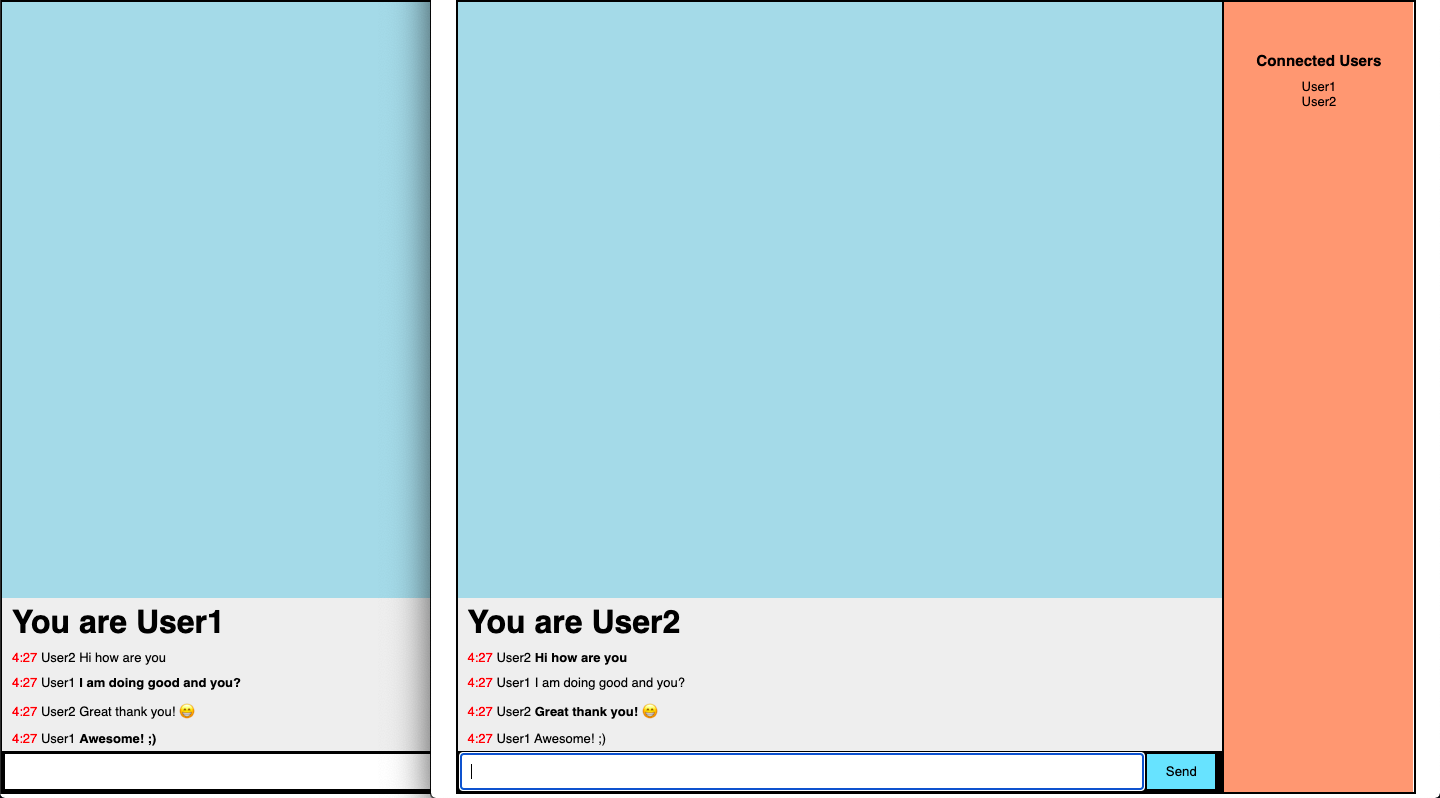 You are User1
4:27 User2 Hi how are you
4:27 User1 I am doing good and you?
4:27 User2 Great thank you! 😁
4:27 User1 Awesome! ;)
You are User2
4:27 User2 Hi how are you
4:27 User1 I am doing good and you?
4:27 User2 Great thank you! 😁
4:27 User1 Awesome! ;)
Send
Connected Users
User1
User2